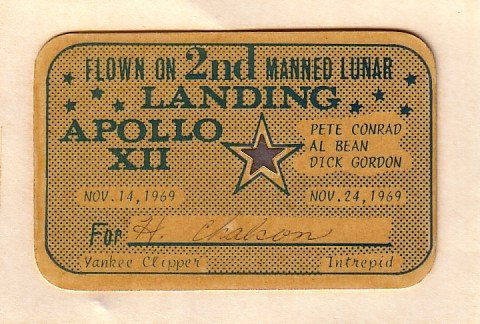 FLOWN ON 2nd MANNED LUNAR
LANDING
APOLLO
XII
PETE CONRAD
AL BEAN
DICK GORDON
NOV. 14, 1969
NOV. 24, 1969
For H. Chalson
Yankee Clipper
Intrepid